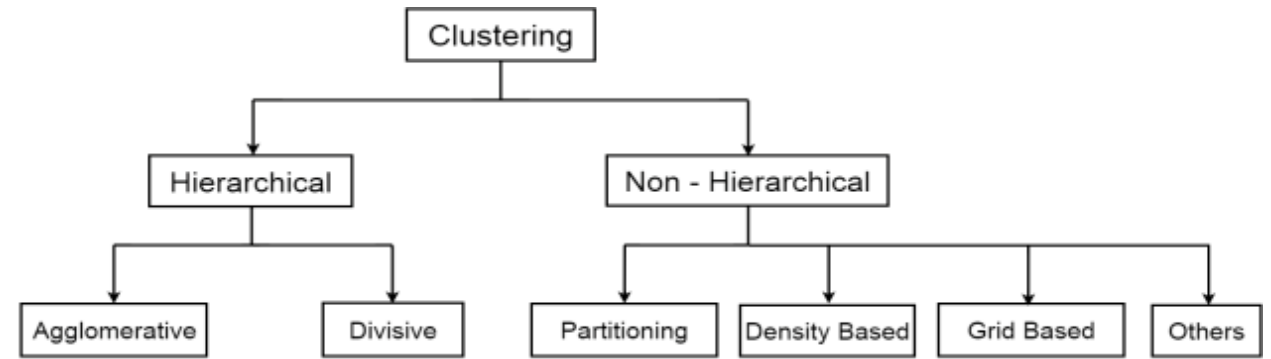 Clustering
Hierarchical
Non - Hierarchical
Agglomerative
Divisive
Partitioning
Density Based
Grid Based
Others